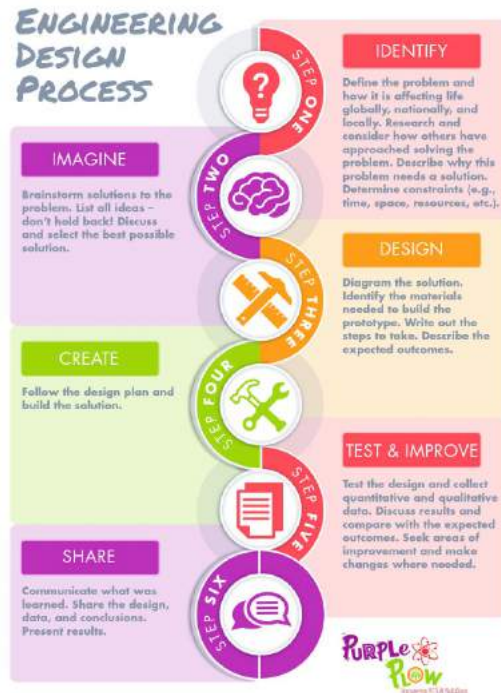 ENGINEERING
DESIGN
PROCESS
STEP ONE
IDENTIFY
Define the problem and
how it is affecting life
globally, nationally, and
locally. Research and
consider how others have
approached solving the
problem. Describe why this
problem needs a solution.
Determine constraints (e.g.,
time, space, resources, etc.).
STEP TWO
IMAGINE
Brainstorm solutions to the
problem. List all ideas –
don't hold back! Discuss
and select the best possible
solution.
STEP THREE
DESIGN
Diagram the solution.
Identify the materials
needed to build the
prototype. Write out the
steps to take. Describe the
expected outcomes.
STEP FOUR
CREATE
Follow the design plan and
build the solution.
STEP FIVE
TEST & IMPROVE
Test the design and collect
quantitative and qualitative
data. Discuss results and
compare with the expected
outcomes. Seek areas of
improvement and make
changes where needed.
STEP SIX
SHARE
Communicate what was
learned. Share the design,
data, and conclusions.
Present results.
PURPLE
PLOW